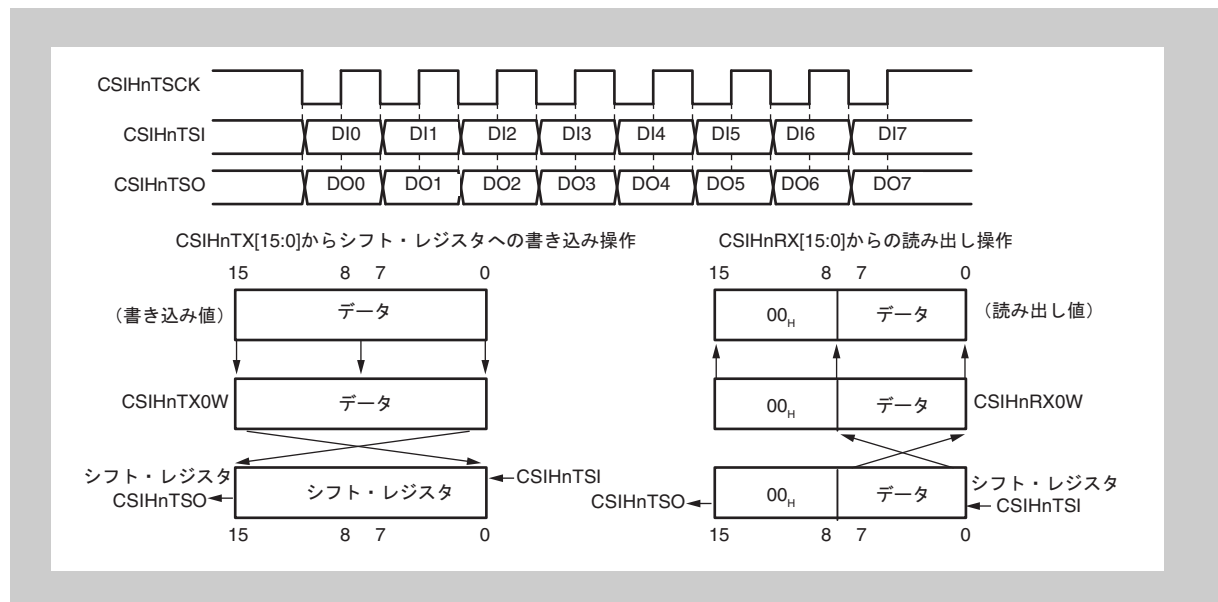 CSIHnTSCK
CSIHnTSI DI0 DI1 DI2 DI3 DI4 DI5 DI6 DI7
CSIHnTSO DO0 DO1 DO2 DO3 DO4 DO5 DO6 DO7
CSIHnTX[15:0]からシフト・レジスタへの書き込み操作
15 8 7 0
（書き込み値） データ
CSIHnTX0W データ
シフト・レジスタ
CSIHnTSO シフト・レジスタ CSIHnTSI
15 8 7 0
CSIHnRX[15:0]からの読み出し操作
15 8 7 0
00H データ （読み出し値）
00H データ CSIHnRX0W
シフト・レジスタ
CSIHnTSO 00H データ CSIHnTSI
15 8 7 0